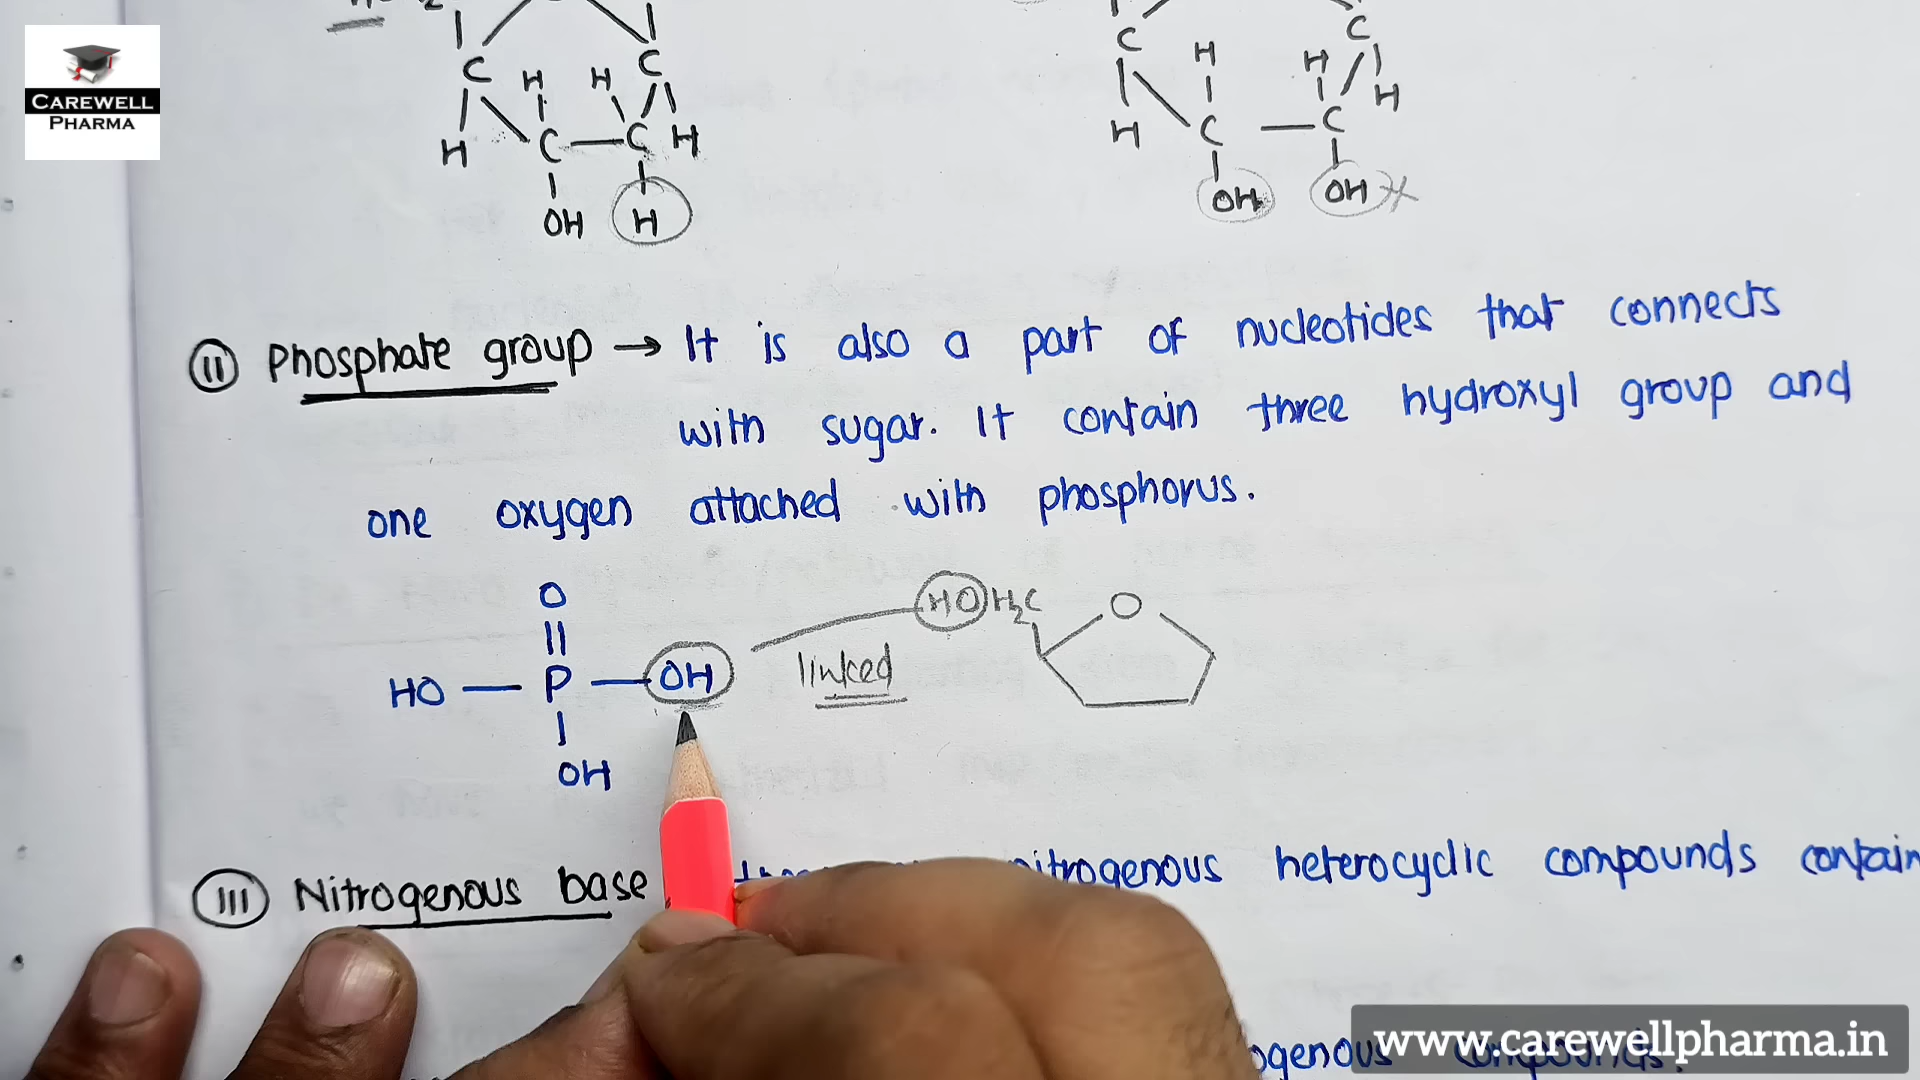 CAREWELL
PHARMA
C H H C
H C C H
OH H
C H H C
H C C H
OH OH
(II) Phosphate group → It is also a part of nucleotides that connects
with sugar. It contain three hydroxyl group and
one oxygen attached with phosphorus.
O
HO P OH linked HOH2C O
OH
(III) Nitrogenous base nitrogenous heterocyclic compounds contain
compounds.
www.carewellpharma.in